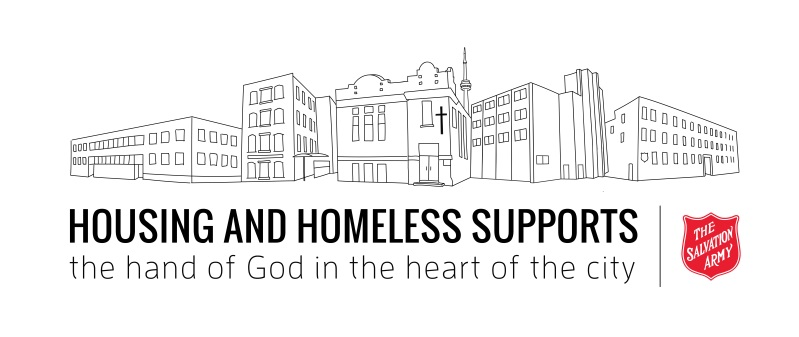 HOUSING AND HOMELESS SUPPORTS
the hand of God in the heart of the city
THE
SALVATION
ARMY